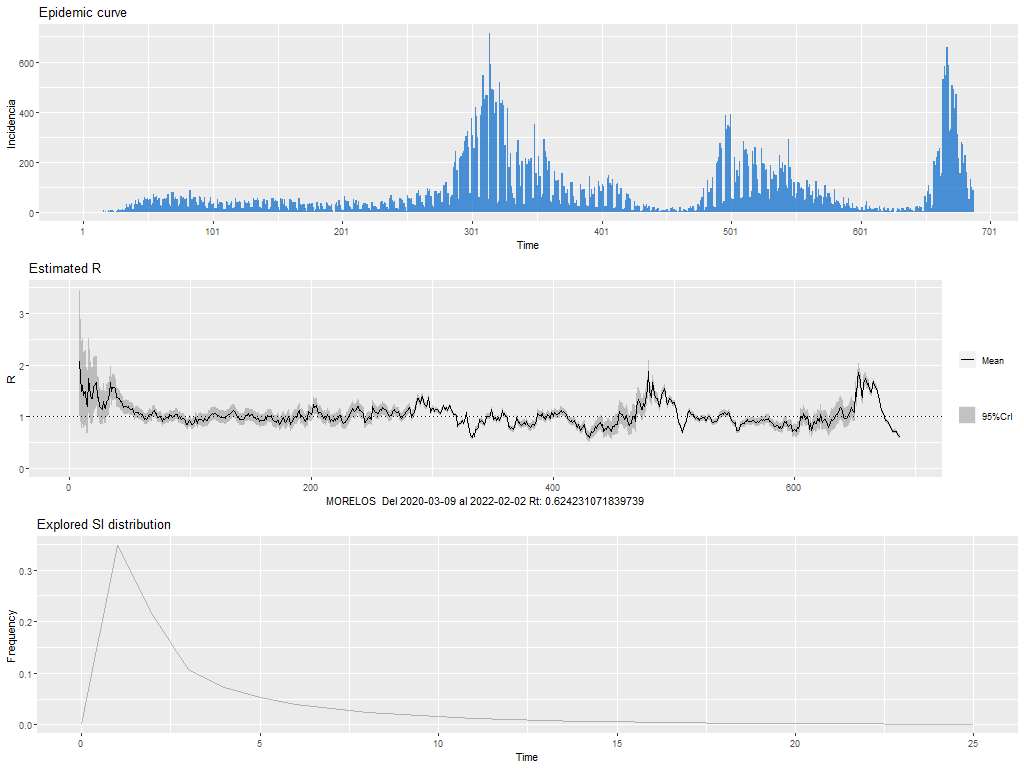 Epidemic curve
600
400
200
0
Incidencia
1 101 201 301 401 501 601 701
Time
Estimated R
3
2
1
0
R
Mean
95%CrI
0 200 400 600
MORELOS Del 2020-03-09 al 2022-02-02 Rt: 0.624231071839739
Explored SI distribution
0.3
0.2
0.1
0.0
Frequency
0 5 10 15 20 25
Time